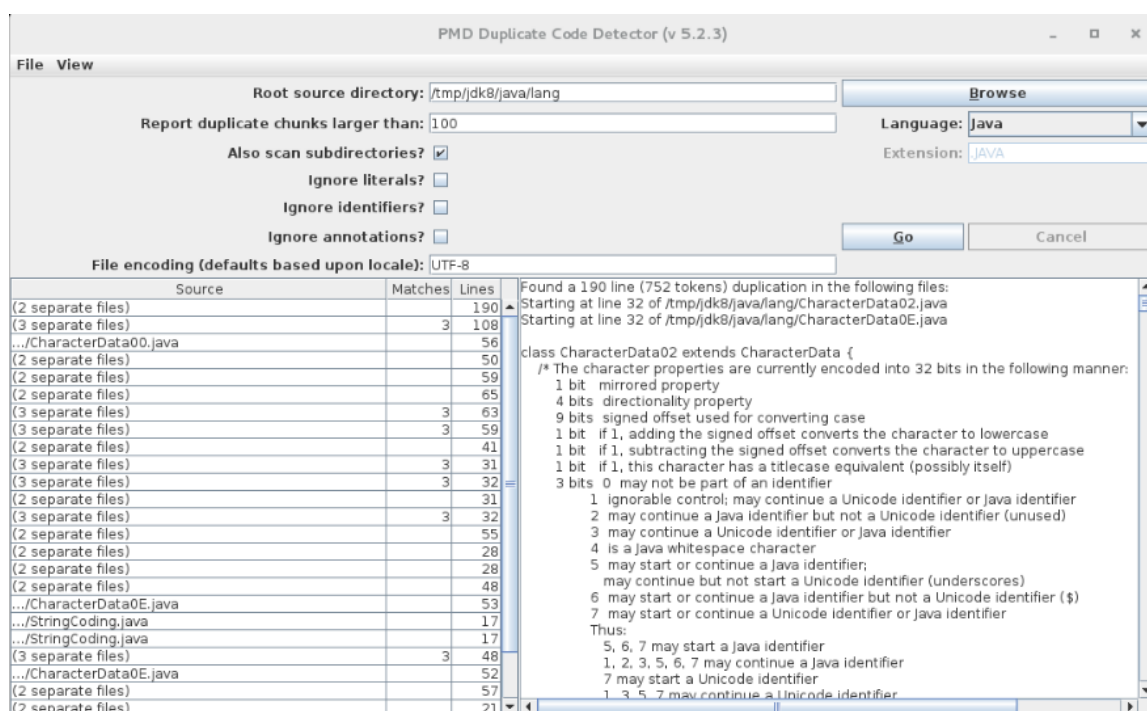 PMD Duplicate Code Detector (v 5.2.3)
File View
Root source directory: /tmp/jdk8/java/lang Browse
Report duplicate chunks larger than: 100 Language: Java
Also scan subdirectories? Extension: .JAVA
Ignore literals?
Ignore identifiers?
Ignore annotations? Go Cancel
File encoding (defaults based upon locale): UTF-8
Source Matches Lines
(2 separate files) 190
(3 separate files) 3 108
.../CharacterData00.java 56
(2 separate files) 50
(2 separate files) 59
(2 separate files) 65
(3 separate files) 3 63
(3 separate files) 3 59
(2 separate files) 41
(3 separate files) 3 31
(3 separate files) 3 32
(2 separate files) 31
(3 separate files) 3 32
(2 separate files) 55
(2 separate files) 28
(2 separate files) 28
(2 separate files) 48
.../CharacterData0E.java 53
.../StringCoding.java 17
.../StringCoding.java 17
(3 separate files) 3 48
.../CharacterData0E.java 52
(2 separate files) 57
(2 separate files) 21
Found a 190 line (752 tokens) duplication in the following files:
Starting at line 32 of /tmp/jdk8/java/lang/CharacterData02.java
Starting at line 32 of /tmp/jdk8/java/lang/CharacterData0E.java
class CharacterData02 extends CharacterData {
/* The character properties are currently encoded into 32 bits in the following manner:
1 bit mirrored property
4 bits directionality property
9 bits signed offset used for converting case
1 bit if 1, adding the signed offset converts the character to lowercase
1 bit if 1, subtracting the signed offset converts the character to uppercase
1 bit if 1, this character has a titlecase equivalent (possibly itself)
3 bits 0 may not be part of an identifier
1 ignorable control; may continue a Unicode identifier or Java identifier
2 may continue a Java identifier but not a Unicode identifier (unused)
3 may continue a Unicode identifier or Java identifier
4 is a Java whitespace character
5 may start or continue a Java identifier;
may continue but not start a Unicode identifier (underscores)
6 may start or continue a Java identifier but not a Unicode identifier ($)
7 may start or continue a Unicode identifier or Java identifier
Thus:
5, 6, 7 may start a Java identifier
1, 2, 3, 5, 6, 7 may continue a Java identifier
7 may start a Unicode identifier
1, 3, 5, 7 may continue a Unicode identifier